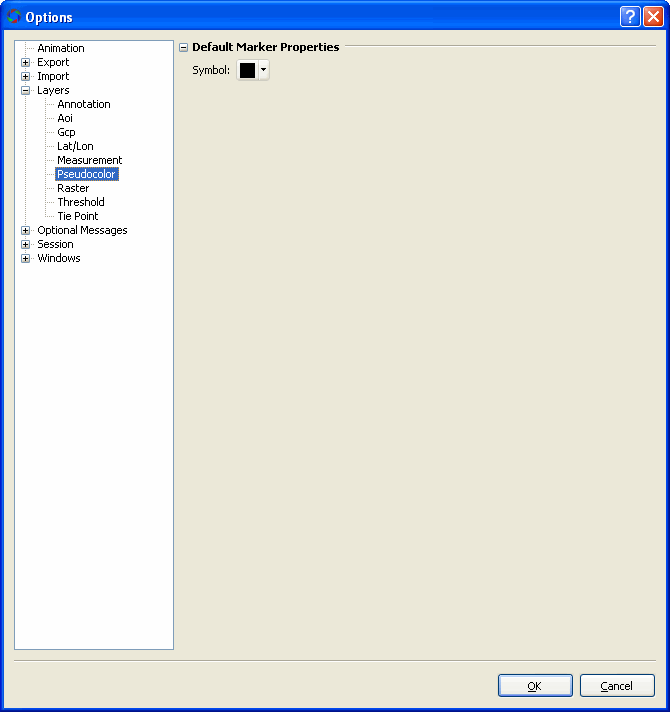 Options
Animation
Export
Import
Layers
Annotation
Aoi
Gcp
Lat/Lon
Measurement
Pseudocolor
Raster
Threshold
Tie Point
Optional Messages
Session
Windows
Default Marker Properties
Symbol:
OK
Cancel